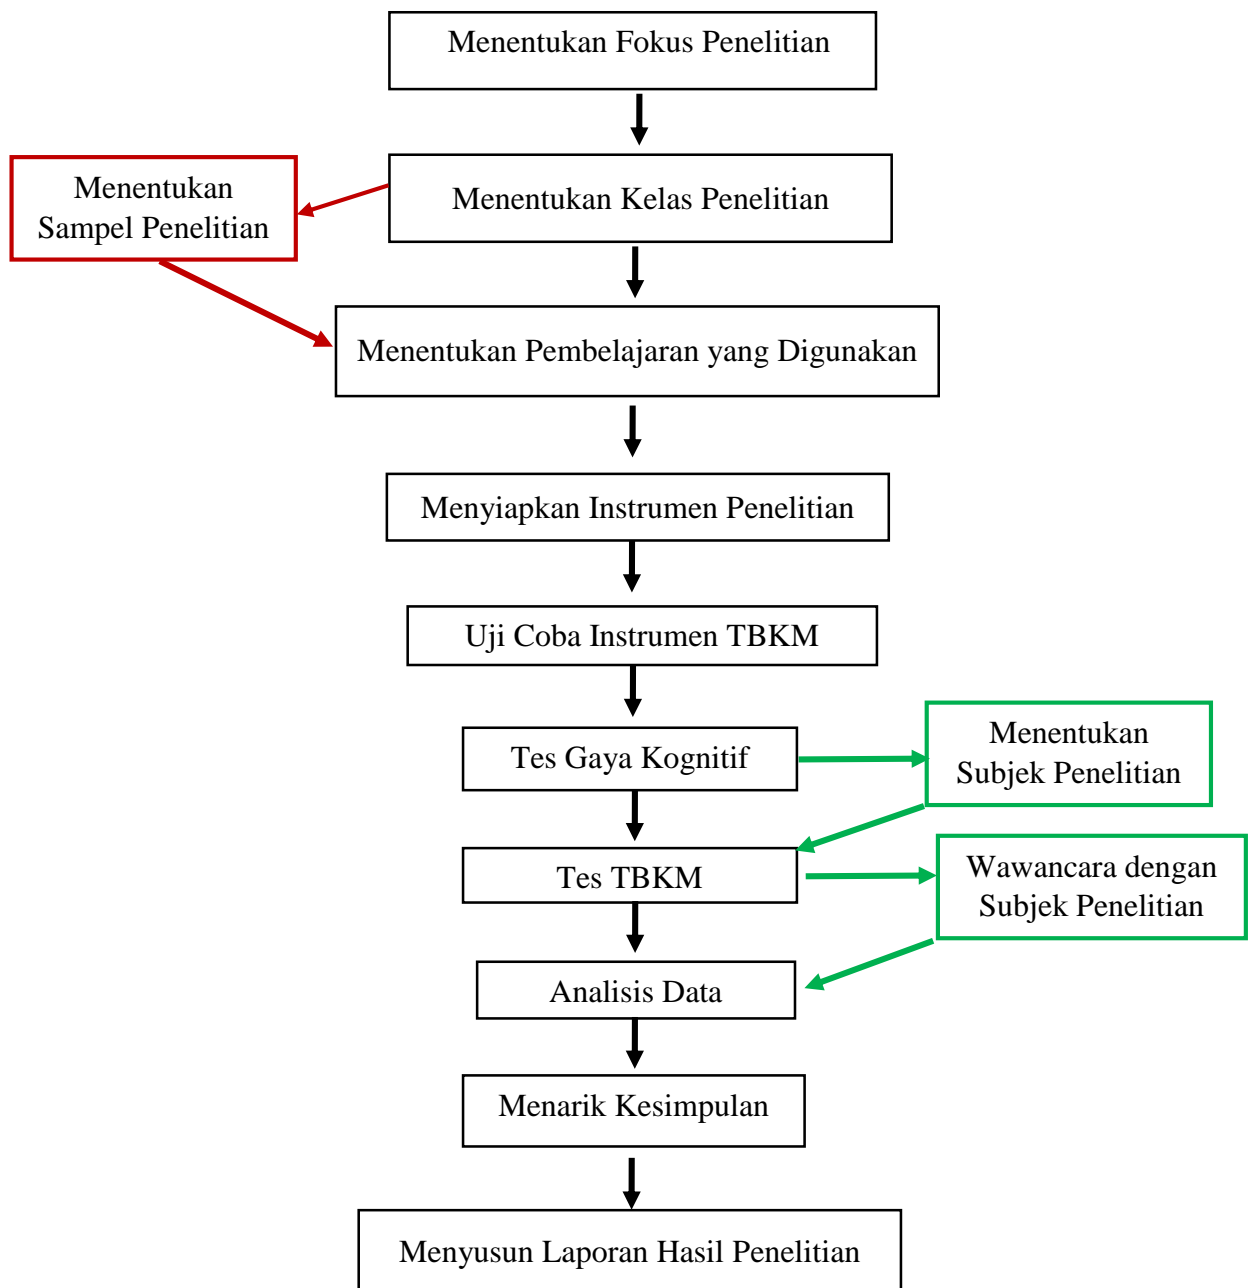 Menentukan Fokus Penelitian
Menentukan
Sampel Penelitian
Menentukan Kelas Penelitian
Menentukan Pembelajaran yang Digunakan
Menyiapkan Instrumen Penelitian
Uji Coba Instrumen TBKM
Tes Gaya Kognitif
Menentukan
Subjek Penelitian
Tes TBKM
Wawancara dengan
Subjek Penelitian
Analisis Data
Menarik Kesimpulan
Menyusun Laporan Hasil Penelitian